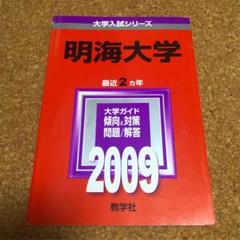 大学入試シリーズ
明海大学
最近2ヵ年
大学ガイド
傾向と対策
問題/解答
2009
教学社